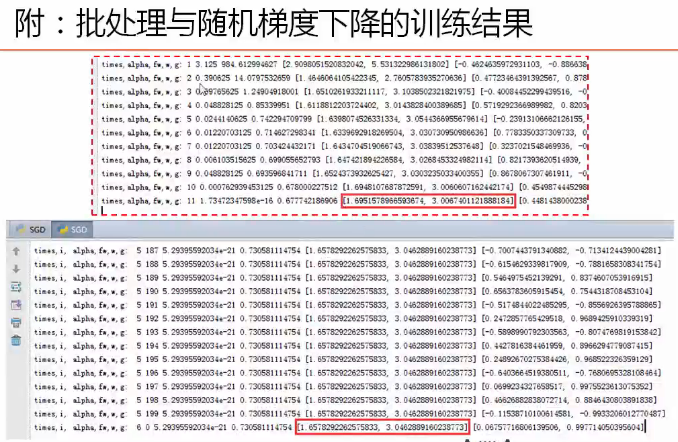 附：批处理与随机梯度下降的训练结果
times,alpha,fw,w,g: 1 3.125 984.612994627 [2.9098051520832042, 5.531322986131802] [-0.4624635972931103, -0.886638
times,alpha,fw,w,g: 2 0.390625 14.0797532659 [1.4646064105422345, 2.7605783935270636] [0.47723464391392567, 0.878
times,alpha,fw,w,g: 3 0.09765625 1.24904918001 [1.6510261933211117, 3.1038502321821975] [-0.40084452299439516, -0
times,alpha,fw,w,g: 4 0.048828125 0.85339951 [1.6118812203724402, 3.0143828400389685] [0.5719292366989982, 0.8203
times,alpha,fw,w,g: 5 0.0244140625 0.742294709799 [1.6398074526331334, 3.0544366955679614] [-0.23913106662126155,
times,alpha,fw,w,g: 6 0.01220703125 0.714627298341 [1.6339692918269504, 3.030730950986636] [0.7783350337309733, 0
times,alpha,fw,w,g: 7 0.01220703125 0.703424432171 [1.6434704519066743, 3.03839512537648] [0.3237021548469936, -0
times,alpha,fw,w,g: 8 0.006103515625 0.699055652793 [1.647421894226584, 3.0268453324982114] [0.8217393620514939,
times,alpha,fw,w,g: 9 0.048828125 0.693596841711 [1.6524373932625427, 3.0303235033400355] [0.8678067307461911, -0
times,alpha,fw,w,g: 10 0.000762939453125 0.678000227512 [1.6948107687872591, 3.0060607162442174] [0.4549874445298
times,alpha,fw,w,g: 11 1.73472347598e-16 0.677742186906 [1.6951578966593674, 3.0067401121888184] [0.4481438000238
SGD SGD
times,i, alpha,fw,w,g: 5 187 5.29395592034e-21 0.730581114754 [1.6578292262575833, 3.0462889160238773] [-0.7007443791340882, -0.7134124439004281]
times,i, alpha,fw,w,g: 5 188 5.29395592034e-21 0.730581114754 [1.6578292262575833, 3.0462889160238773] [-0.6154629339817909, -0.7881658308341754]
times,i, alpha,fw,w,g: 5 189 5.29395592034e-21 0.730581114754 [1.6578292262575833, 3.0462889160238773] [0.5464975452139291, 0.8374607053916915]
times,i, alpha,fw,w,g: 5 190 5.29395592034e-21 0.730581114754 [1.6578292262575833, 3.0462889160238773] [0.6563783605915454, 0.7544318708453104]
times,i, alpha,fw,w,g: 5 191 5.29395592034e-21 0.730581114754 [1.6578292262575833, 3.0462889160238773] [-0.5174844022485295, -0.8556926395788865]
times,i, alpha,fw,w,g: 5 192 5.29395592034e-21 0.730581114754 [1.6578292262575833, 3.0462889160238773] [0.2472857765429518, 0.9689425910339319]
times,i, alpha,fw,w,g: 5 193 5.29395592034e-21 0.730581114754 [1.6578292262575833, 3.0462889160238773] [-0.5898990792303563, -0.8074769819153842]
times,i, alpha,fw,w,g: 5 194 5.29395592034e-21 0.730581114754 [1.6578292262575833, 3.0462889160238773] [0.4427816384461959, 0.8966294779087415]
times,i, alpha,fw,w,g: 5 195 5.29395592034e-21 0.730581114754 [1.6578292262575833, 3.0462889160238773] [0.24892670275384426, 0.968522326359129]
times,i, alpha,fw,w,g: 5 196 5.29395592034e-21 0.730581114754 [1.6578292262575833, 3.0462889160238773] [-0.6403664519380511, -0.7680695328108464]
times,i, alpha,fw,w,g: 5 197 5.29395592034e-21 0.730581114754 [1.6578292262575833, 3.0462889160238773] [0.0699234327658517, 0.9975523613075352]
times,i, alpha,fw,w,g: 5 198 5.29395592034e-21 0.730581114754 [1.6578292262575833, 3.0462889160238773] [0.46626882838072714, 0.8846430803891838]
times,i, alpha,fw,w,g: 5 199 5.29395592034e-21 0.730581114754 [1.6578292262575833, 3.0462889160238773] [-0.11538710100614581, -0.9933206012770487]
times,i, alpha,fw,w,g: 6 0 5.29395592034e-21 0.730581114754 [1.6578292262575833, 3.0462889160238773] [0.06757716806139506, 0.997714050395604]